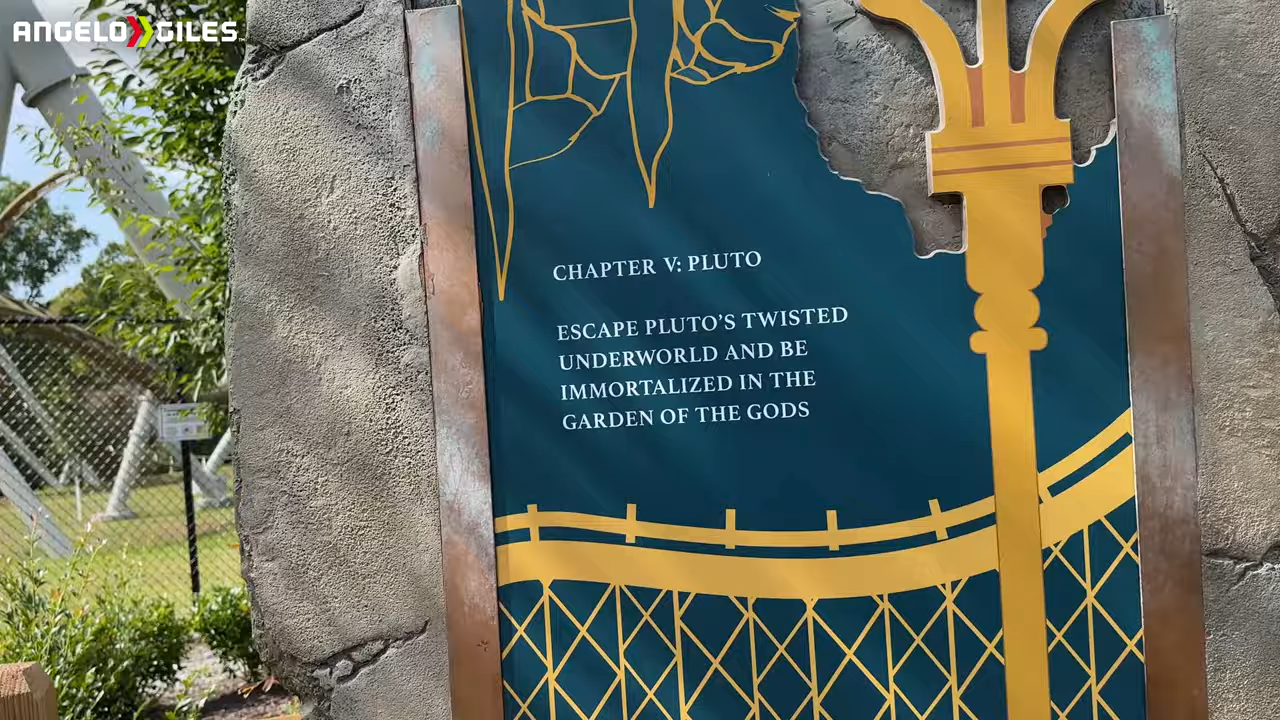 ANGELO GILES
CHAPTER V: PLUTO
ESCAPE PLUTO'S TWISTED
UNDERWORLD AND BE
IMMORTALIZED IN THE
GARDEN OF THE GODS